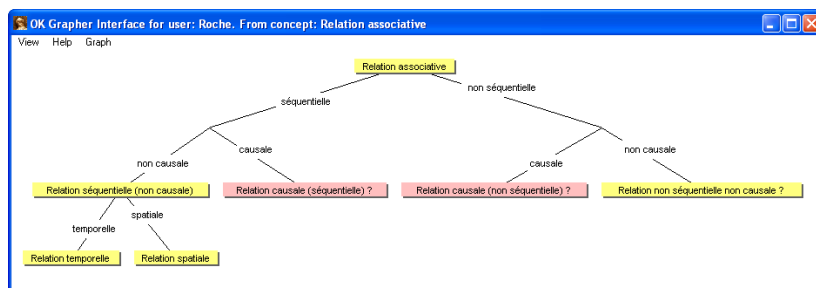 OK Grapher Interface for user: Roche. From concept: Relation associative
View Help Graph
Relation associative
séquentielle
non séquentielle
non causale
causale
causale
non causale
Relation séquentielle (non causale)
Relation causale (séquentielle) ?
Relation causale (non séquentielle) ?
Relation non séquentielle non causale ?
temporelle
spatiale
Relation temporelle
Relation spatiale